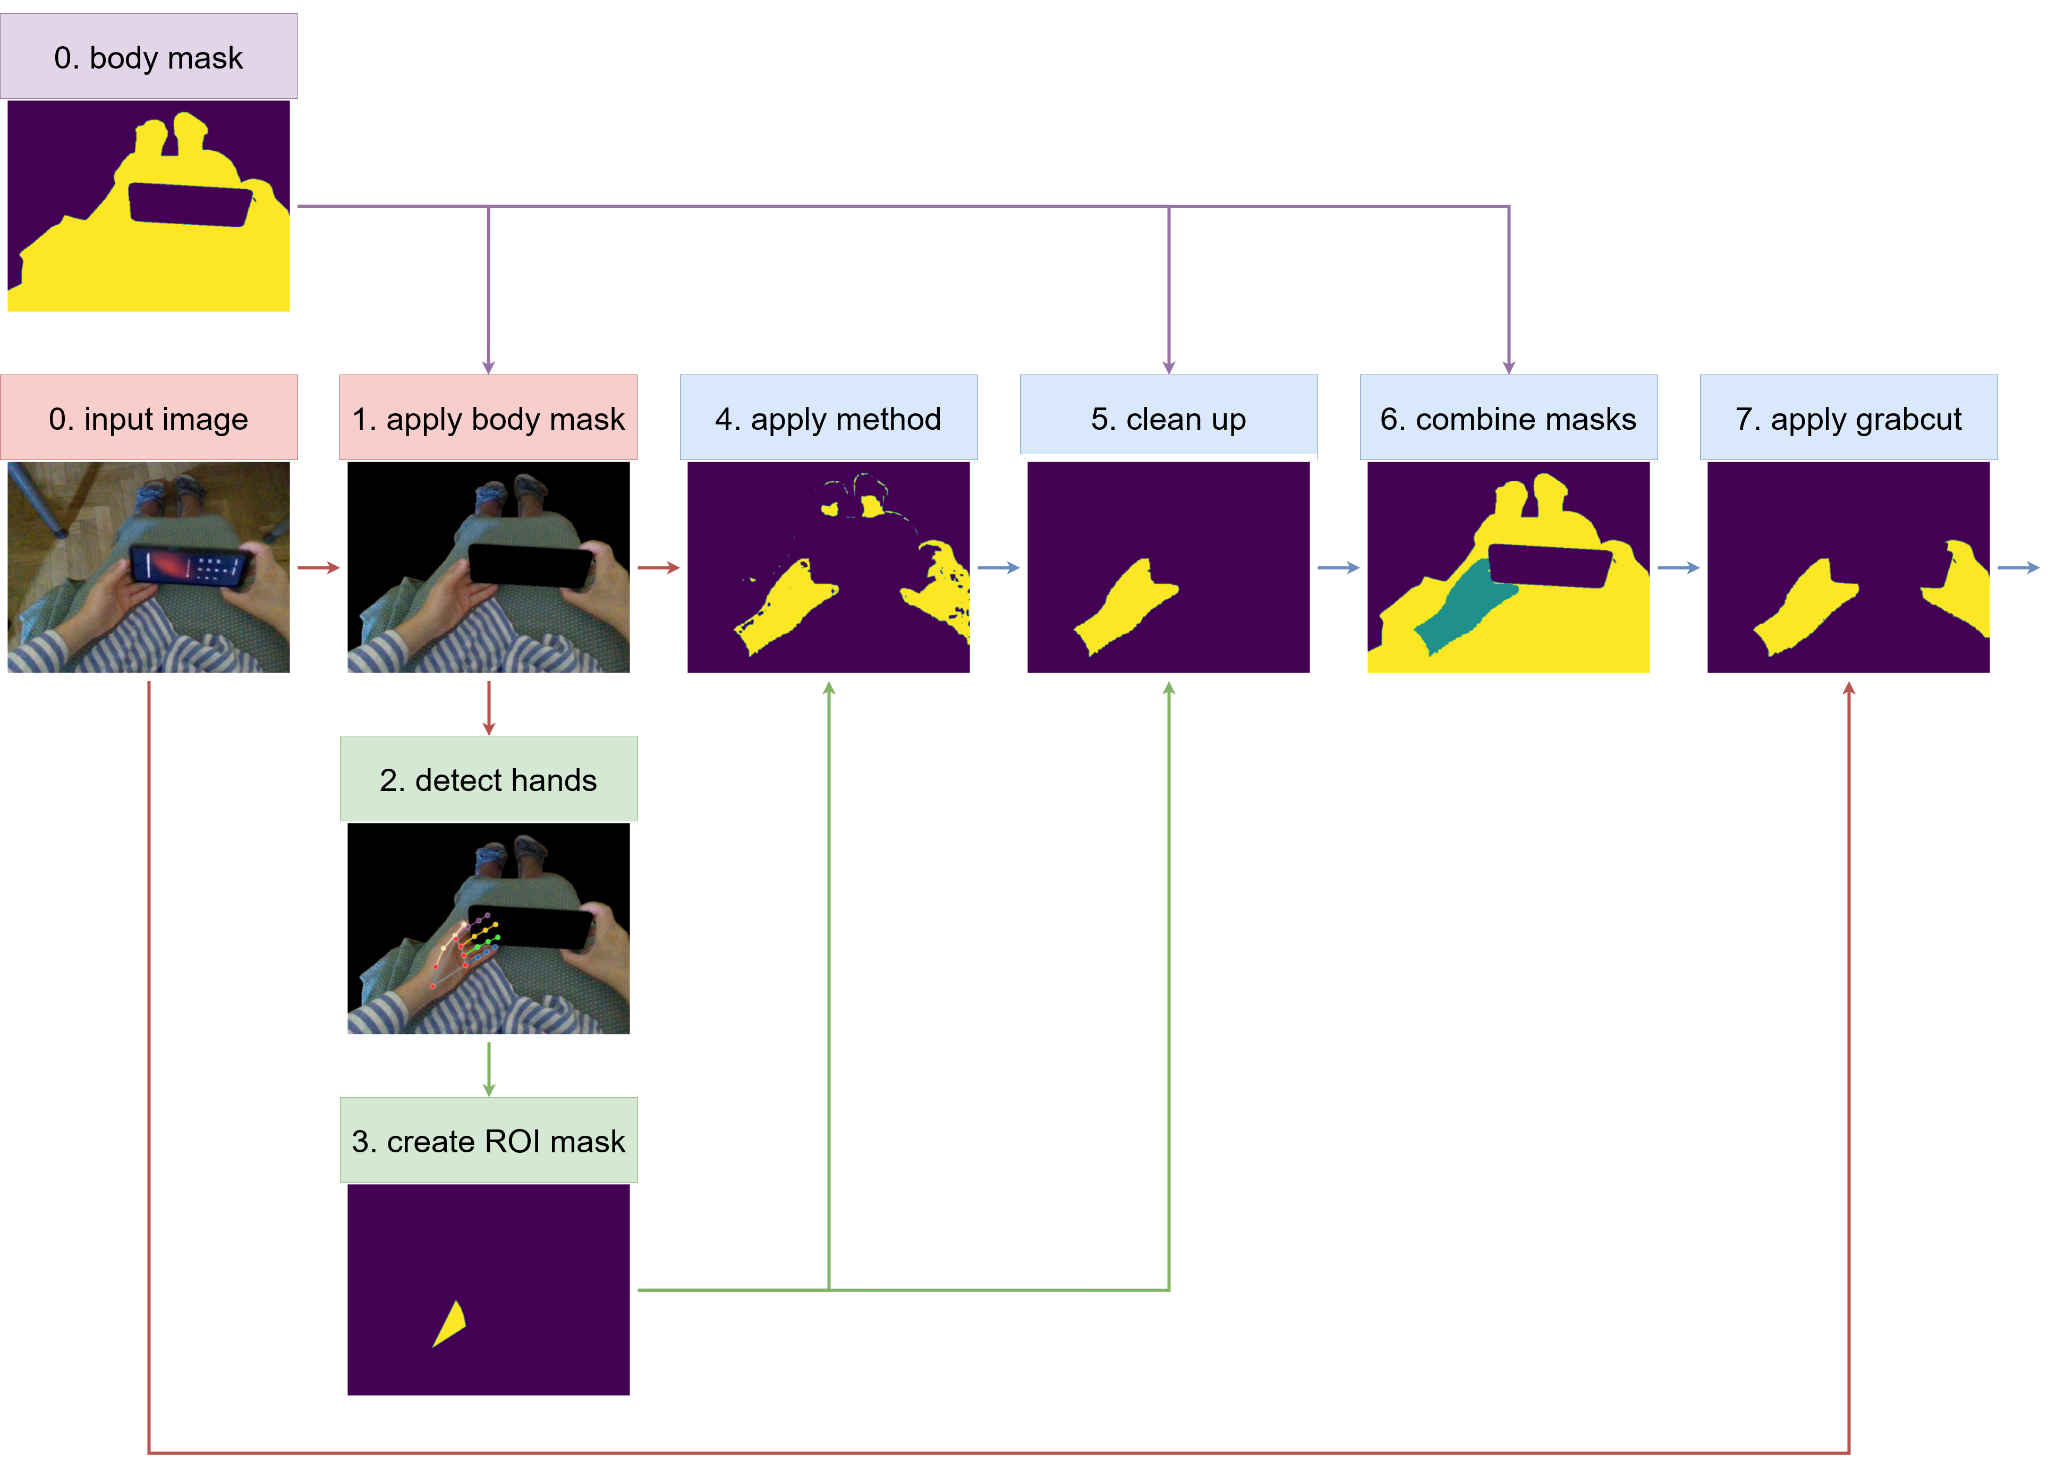 0. body mask
0. input image
1. apply body mask
4. apply method
5. clean up
6. combine masks
7. apply grabcut
2. detect hands
3. create ROI mask